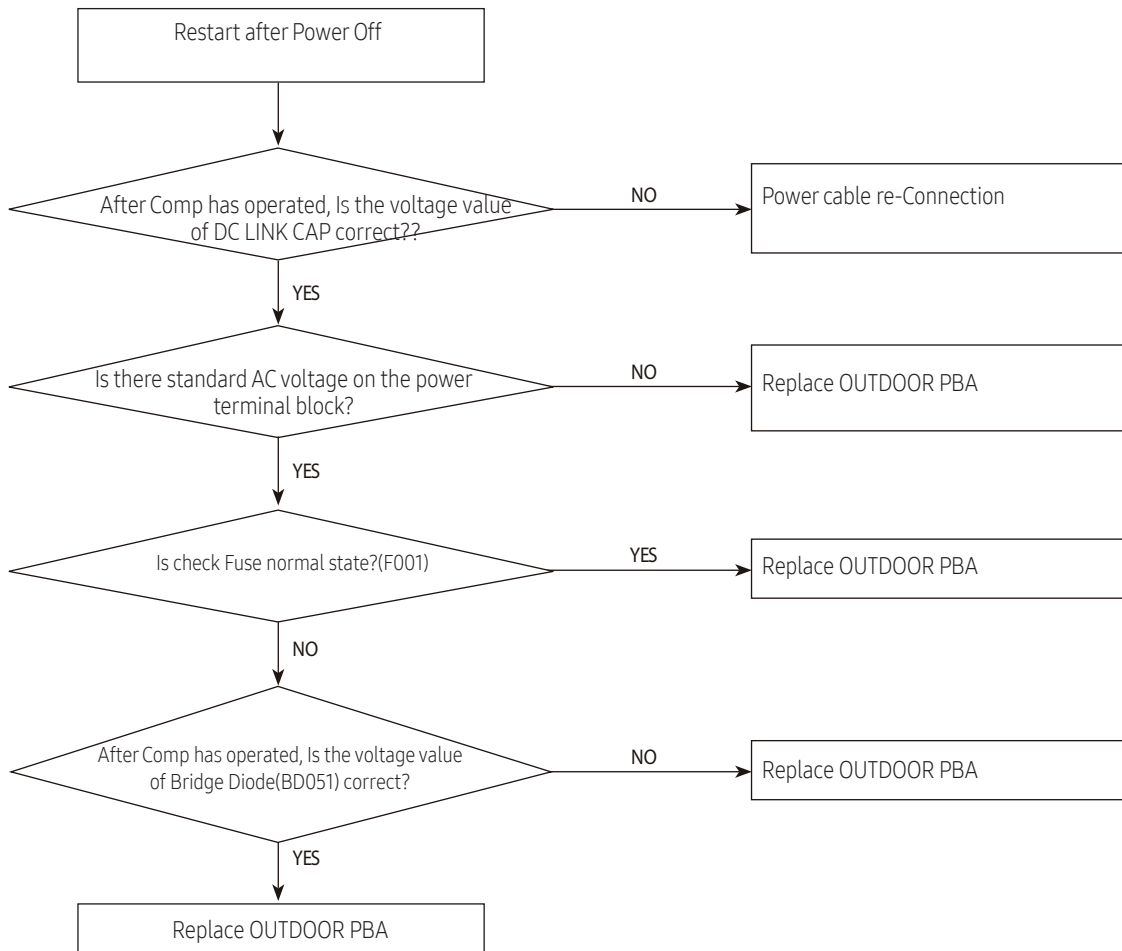 Restart after Power Off
After Comp has operated, Is the voltage value
of DC LINK CAP correct??
NO
Power cable re-Connection
YES
Is there standard AC voltage on the power
terminal block?
NO
Replace OUTDOOR PBA
YES
Is check Fuse normal state?(F001)
YES
Replace OUTDOOR PBA
NO
After Comp has operated, Is the voltage value
of Bridge Diode(BD051) correct?
NO
Replace OUTDOOR PBA
YES
Replace OUTDOOR PBA